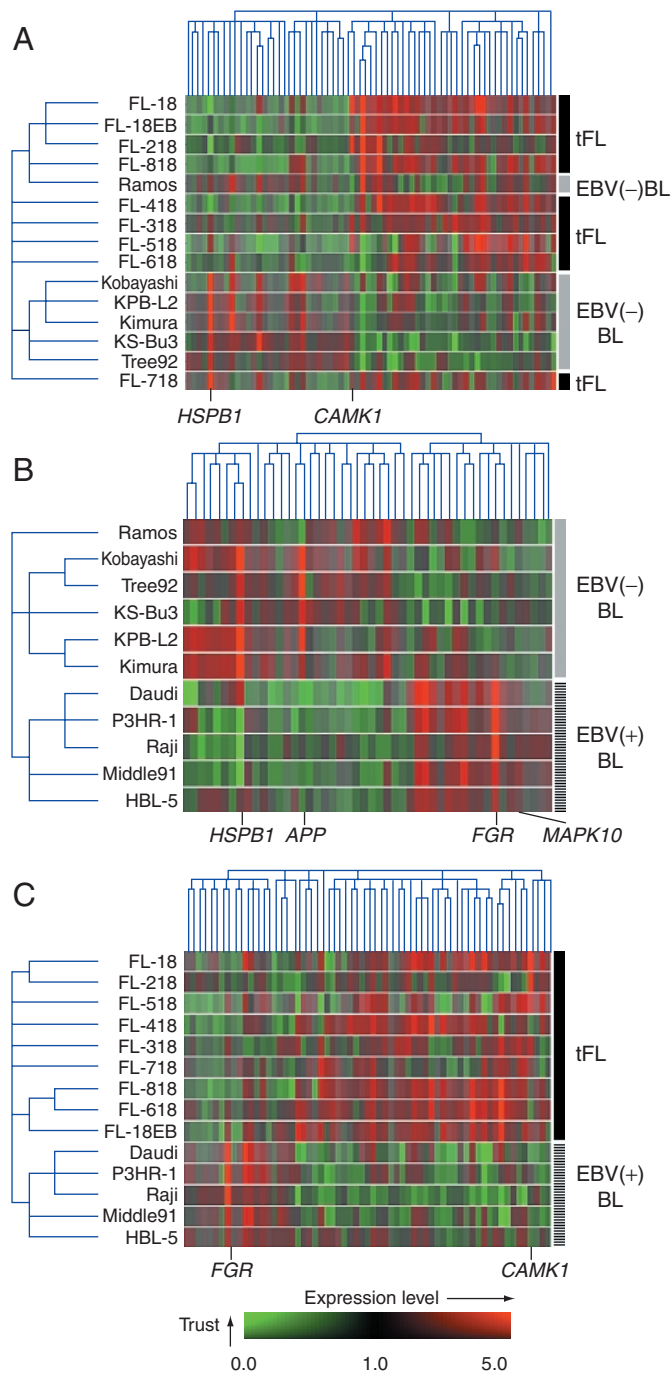 A
FL-18
FL-18EB
FL-218
FL-818
Ramos
FL-418
FL-318
FL-518
FL-618
Kobayashi
KPB-L2
Kimura
KS-Bu3
Tree92
FL-718
tFL
EBV(−)BL
tFL
EBV(−)
BL
tFL
HSPB1 CAMK1
B
Ramos
Kobayashi
Tree92
KS-Bu3
KPB-L2
Kimura
Daudi
P3HR-1
Raji
Middle91
HBL-5
EBV(−)
BL
EBV(+)
BL
HSPB1 APP FGR MAPK10
C
FL-18
FL-218
FL-518
FL-418
FL-318
FL-718
FL-818
FL-618
FL-18EB
Daudi
P3HR-1
Raji
Middle91
HBL-5
tFL
EBV(+)
BL
FGR CAMK1
Expression level
Trust
0.0 1.0 5.0